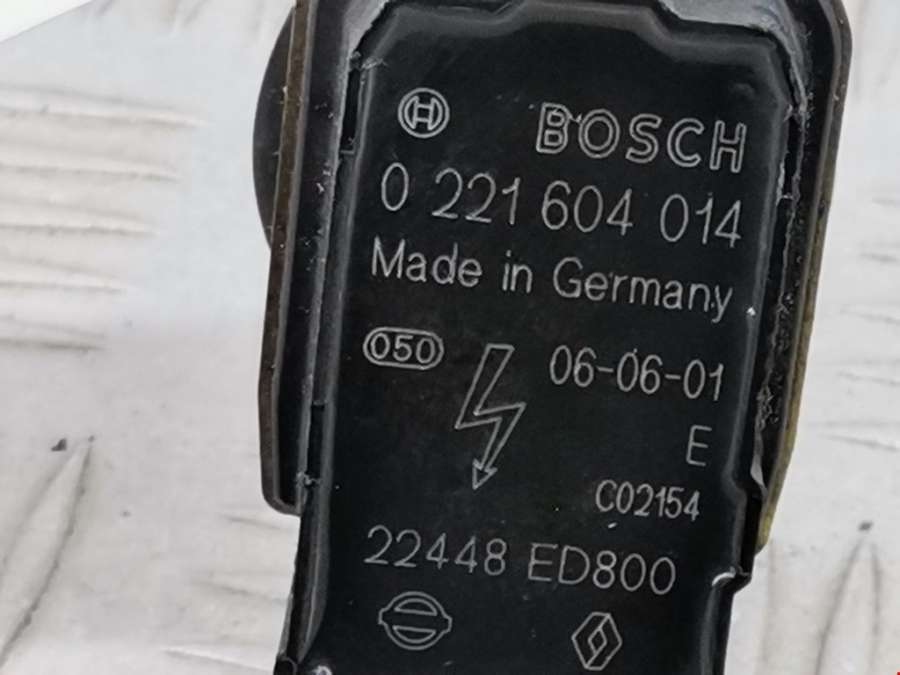 BOSCH
0 221 604 014
Made in Germany
050 06-06-01
E
C02154
22448 ED800